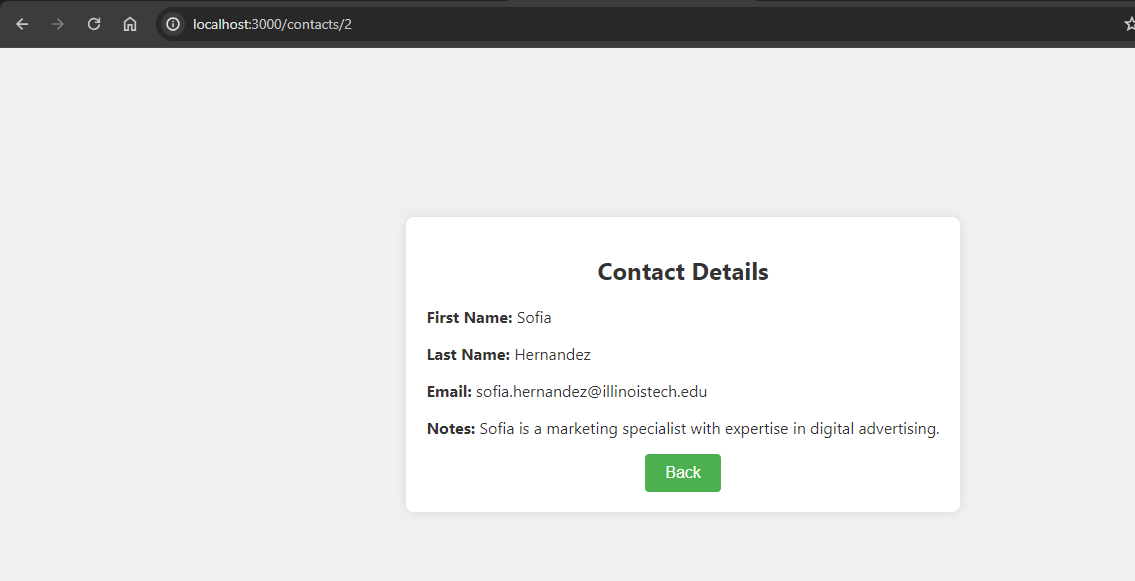 localhost:3000/contacts/2
Contact Details
First Name: Sofia
Last Name: Hernandez
Email: sofia.hernandez@illinoistech.edu
Notes: Sofia is a marketing specialist with expertise in digital advertising.
Back